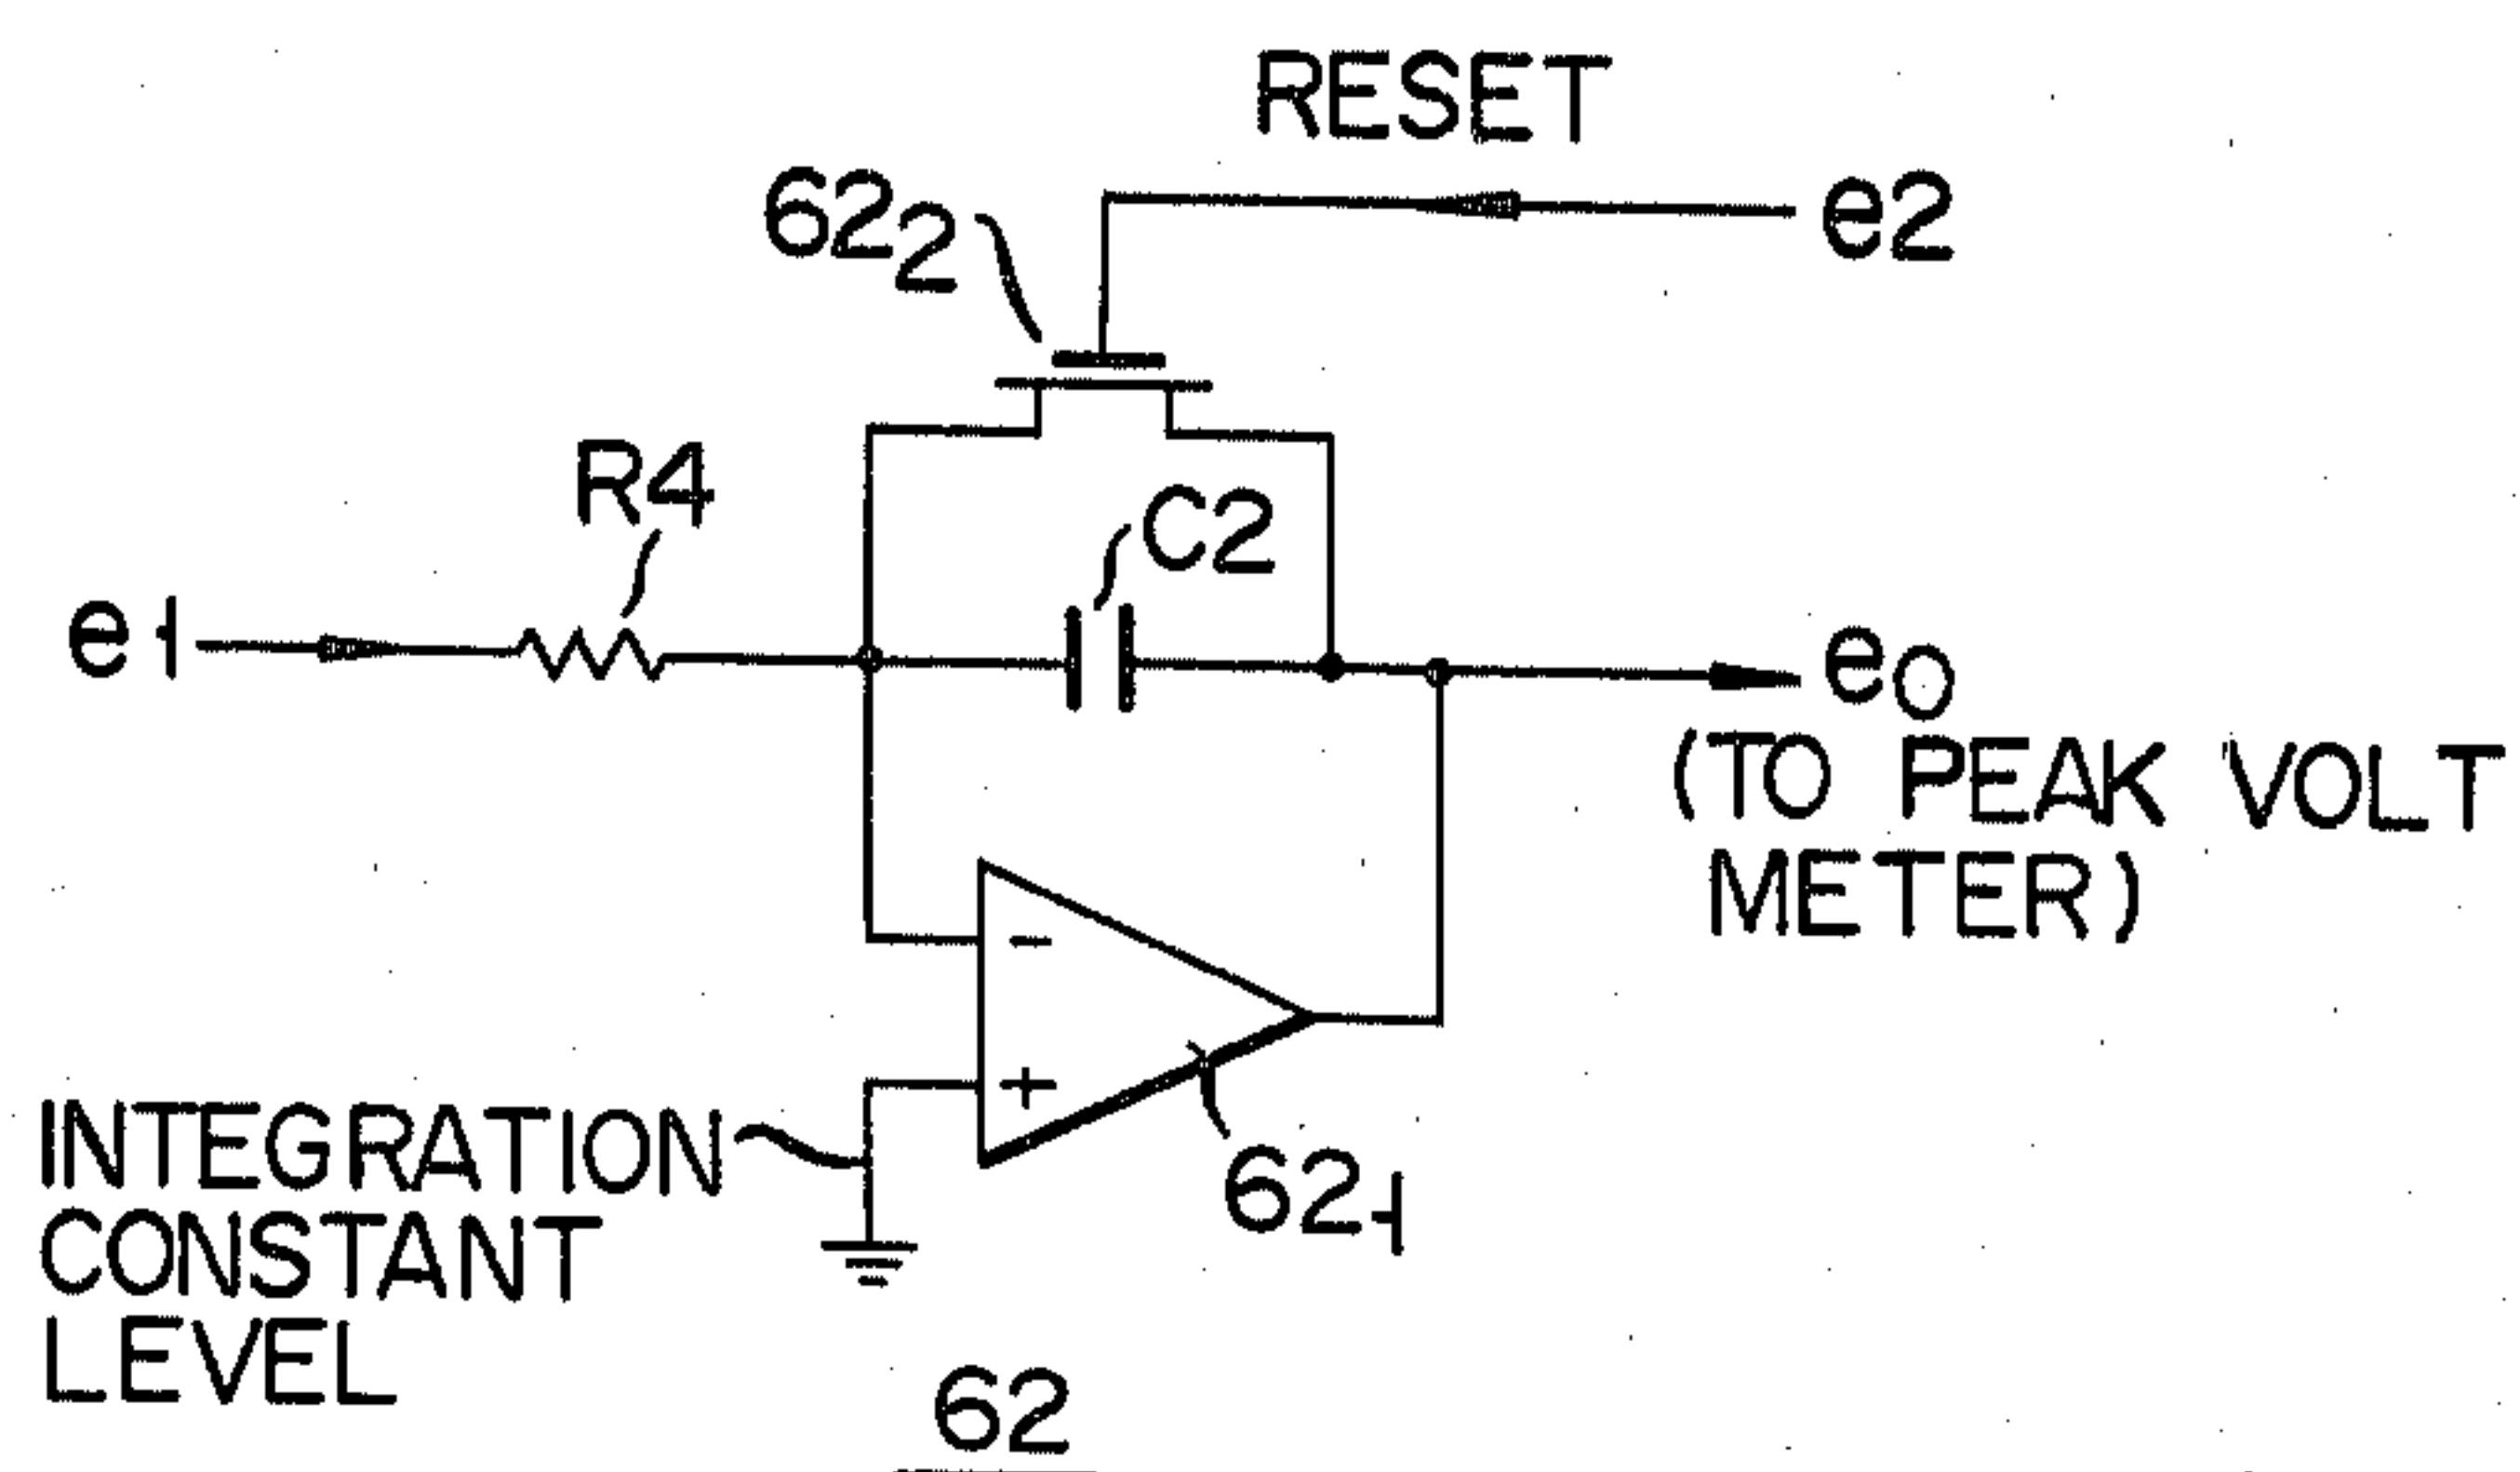 RESET
62₂
e2
R4
C2
e1
e₀
(TO PEAK VOLT
METER)
-
+
INTEGRATION
CONSTANT
LEVEL
62₁
62